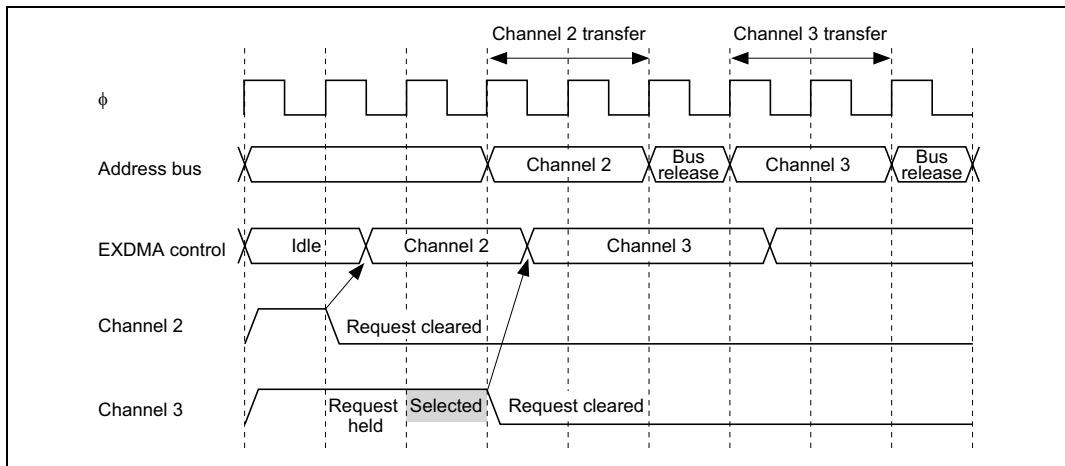 Channel 2 transfer Channel 3 transfer
ϕ
Address bus Channel 2 Bus release Channel 3 Bus release
EXDMA control Idle Channel 2 Channel 3
Channel 2 Request cleared
Channel 3 Request held Selected Request cleared